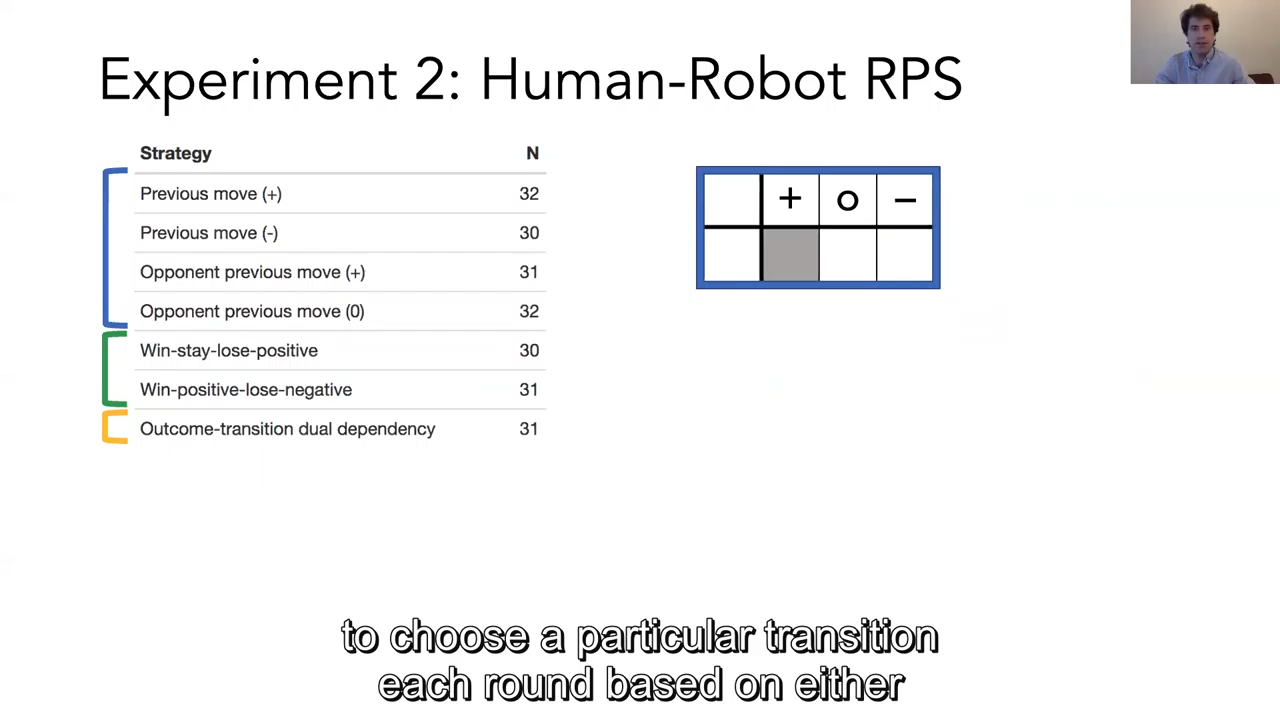 Experiment 2: Human-Robot RPS
Strategy N
Previous move (+) 32
Previous move (-) 30
Opponent previous move (+) 31
Opponent previous move (0) 32
Win-stay-lose-positive 30
Win-positive-lose-negative 31
Outcome-transition dual dependency 31
+ o −
to choose a particular transition
each round based on either